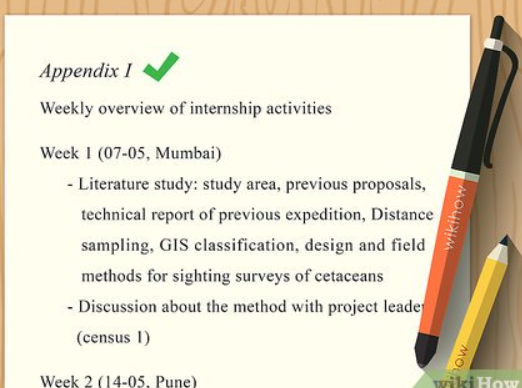 Appendix I
Weekly overview of internship activities
Week 1 (07-05, Mumbai)
- Literature study: study area, previous proposals,
technical report of previous expedition, Distance
sampling, GIS classification, design and field
methods for sighting surveys of cetaceans
- Discussion about the method with project
(census 1)
Week 2 (14-05, Pune)
wikihow
wikiHow